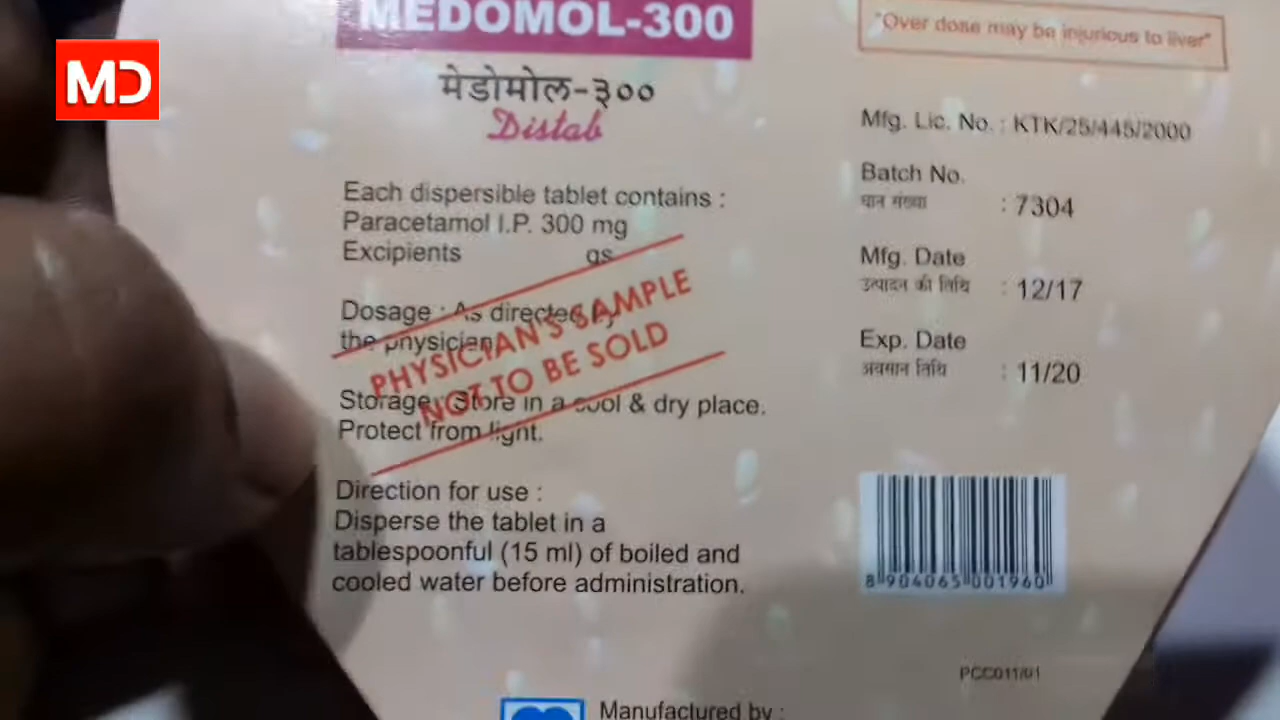 MD
MEDOMOL-300
मेडोमोल-३००
Distab
Each dispersible tablet contains :
Paracetamol I.P. 300 mg
Excipients qs
Dosage : As directed by
the physician
PHYSICIAN'S SAMPLE
NOT TO BE SOLD
Storage : Store in a cool & dry place.
Protect from light.
Direction for use :
Disperse the tablet in a
tablespoonful (15 ml) of boiled and
cooled water before administration.
"Over dose may be injurious to liver"
Mfg. Lic. No. : KTK/25/445/2000
Batch No.
घान संख्या : 7304
Mfg. Date
उत्पादन की तिथि : 12/17
Exp. Date
अवसान तिथि : 11/20
8 904065 001960
PCC011/01
Manufactured by :